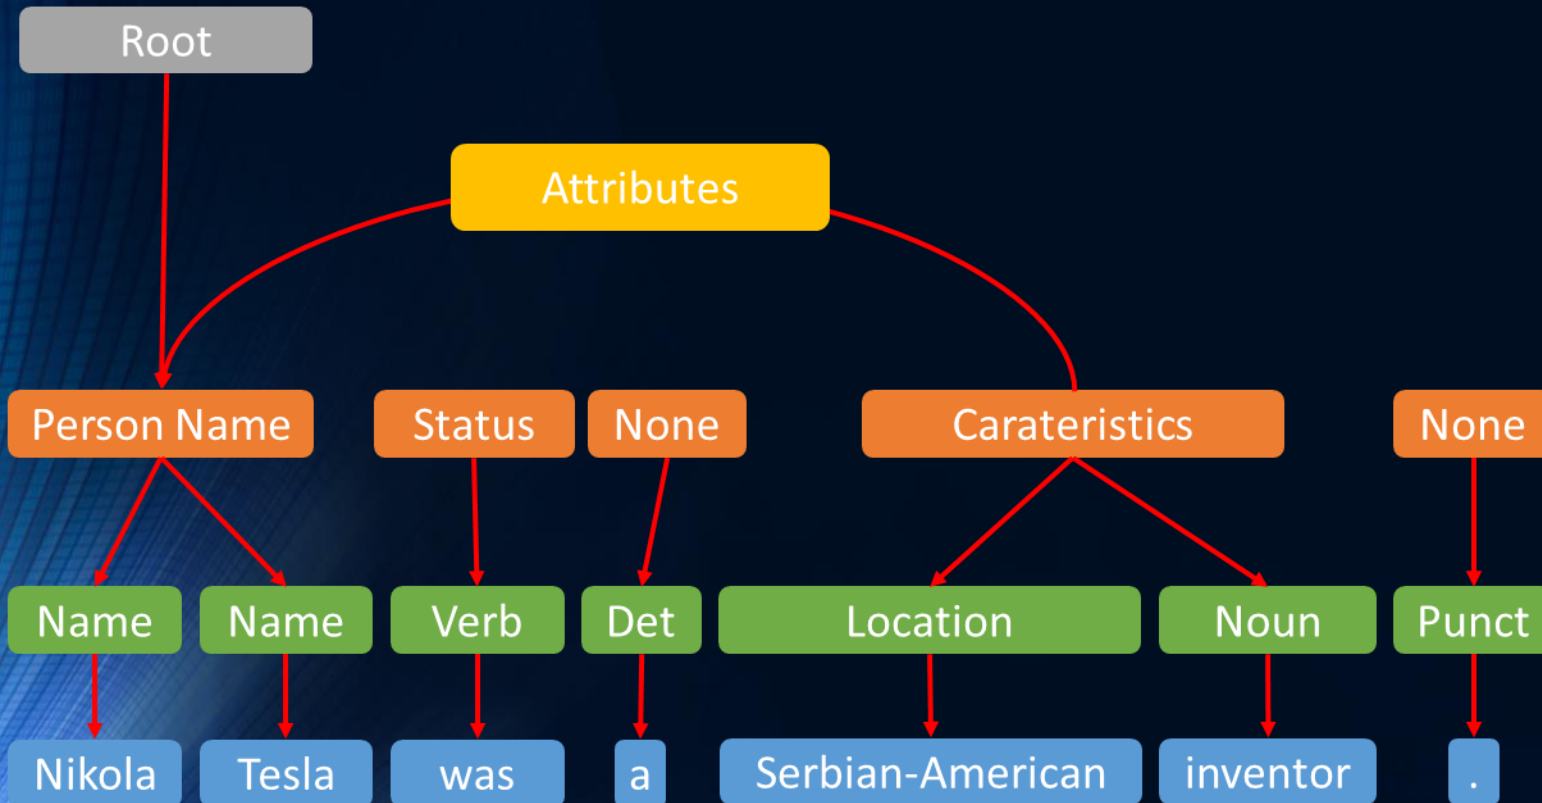 Root
Attributes
Person Name Status None Carateristics None
Name Name Verb Det Location Noun Punct
Nikola Tesla was a Serbian-American inventor .